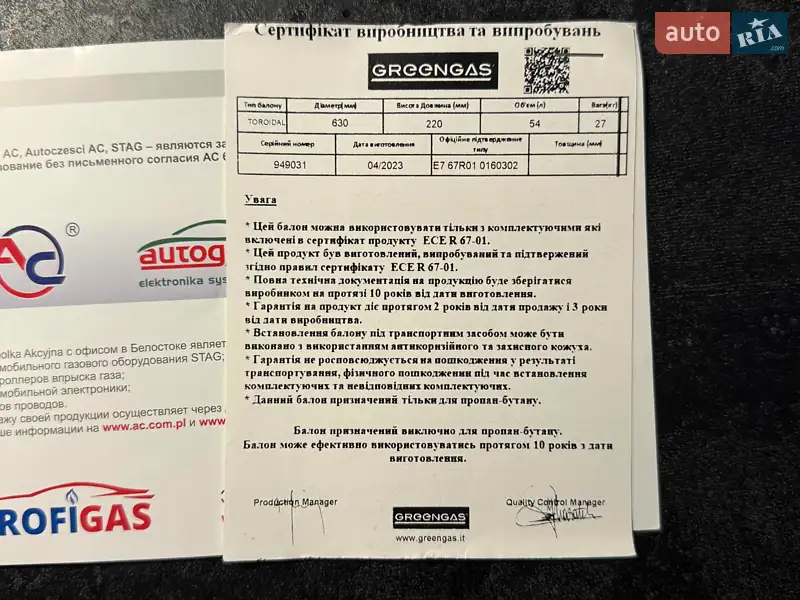 auto RIA .com
Сертифікат виробництва та випробувань
GREENGAS
Тип балону Діаметр(мм) Висота Довжина (мм) Об'єм (л) Вага(кг)
TOROIDAL 630 220 54 27
Серійний номер Дата виготовлення Офіційне підтвердження типу Товщина (мм)
949031 04/2023 E7 67R01 0160302
Увага
* Цей балон можна використовувати тільки з комплектуючими які
включені в сертифікат продукту ECE R 67-01.
* Цей продукт був виготовлений, випробуваний та підтверджений
згідно правил сертифікату ECE R 67-01.
* Повна технічна документація на продукцію буде зберігатися
виробником на протязі 10 років від дати виготовлення.
* Гарантія на продукт діє протягом 2 років від дати продажу і 3 роки
від дати виробництва.
* Встановлення балону під транспортним засобом може бути
виконано з використанням антикорозійного та захисного кожуха.
* Гарантія не росповсюджується на пошкодження у результаті
транспортування, фізичного пошкодження під час встановлення
комплектуючих та невідповідних комплектуючих.
* Данний балон призначений тільки для пропан-бутану.
Балон призначений виключно для пропан-бутану.
Балон може ефективно використовуватись протягом 10 років з дати
виготовлення.
Production Manager Quality Control Manager
GREENGAS
www.greengas.it
AC, Autoczesci AC, STAG – являются за
зование без письменного согласия AC
AC ®
autog
elektronika sys
olka Akcyjna с офисом в Белостоке являет
мобильного газового оборудования STAG;
роллеров впрыска газа;
мобильной электроники;
ов проводов.
ажу своей продукции осуществляет через
ше информации на www.ac.com.pl и www
ROFIGAS